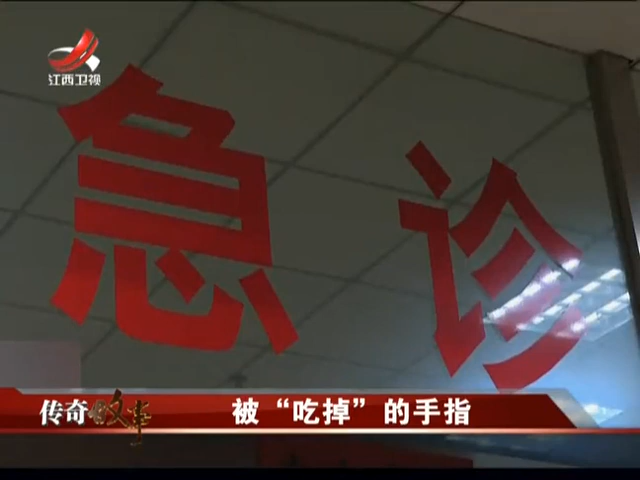 江西卫视
急诊
传奇故事
被“吃掉”的手指